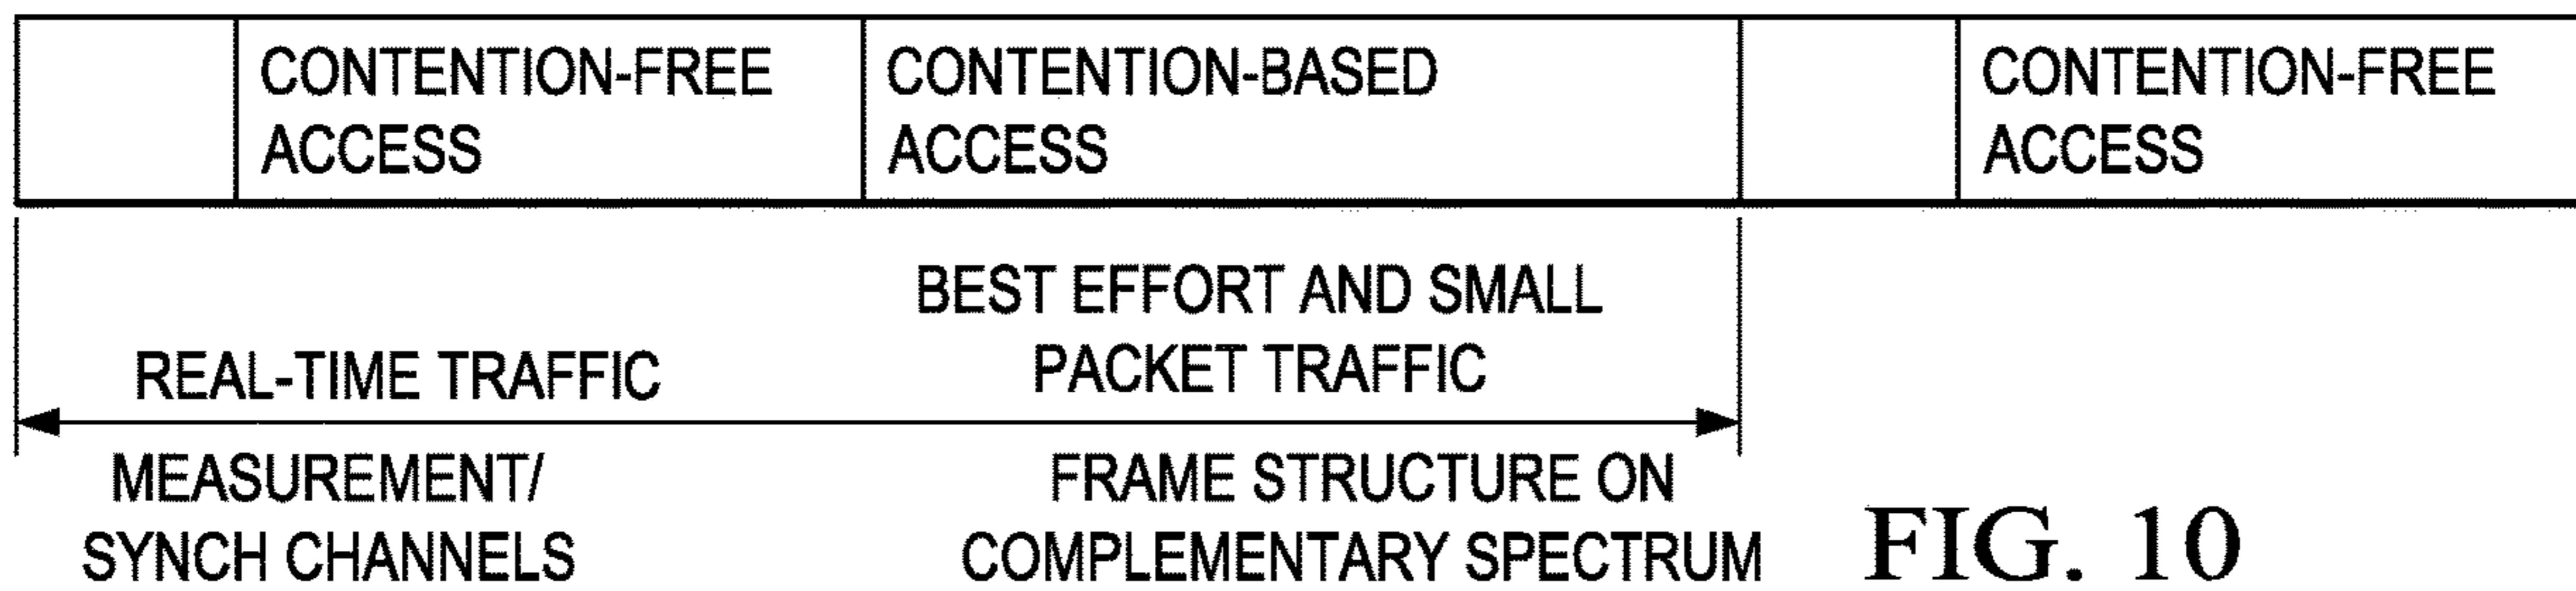 CONTENTION-FREE
ACCESS
CONTENTION-BASED
ACCESS
CONTENTION-FREE
ACCESS
BEST EFFORT AND SMALL
PACKET TRAFFIC
REAL-TIME TRAFFIC
MEASUREMENT/
SYNCH CHANNELS
FRAME STRUCTURE ON
COMPLEMENTARY SPECTRUM
FIG. 10